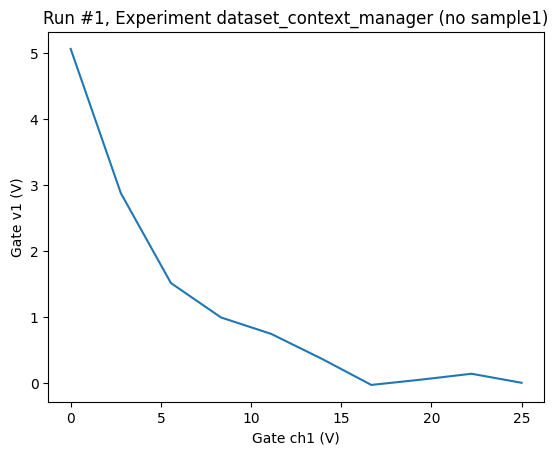 Run #1, Experiment dataset_context_manager (no sample1)
5
4
3
2
1
0
Gate v1 (V)
0 5 10 15 20 25
Gate ch1 (V)